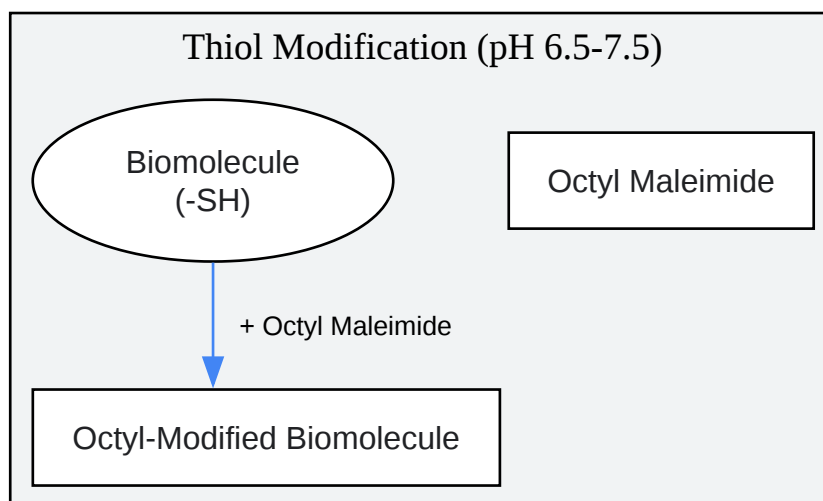 Thiol Modification (pH 6.5-7.5)
Biomolecule
(-SH)
Octyl Maleimide
+ Octyl Maleimide
Octyl-Modified Biomolecule